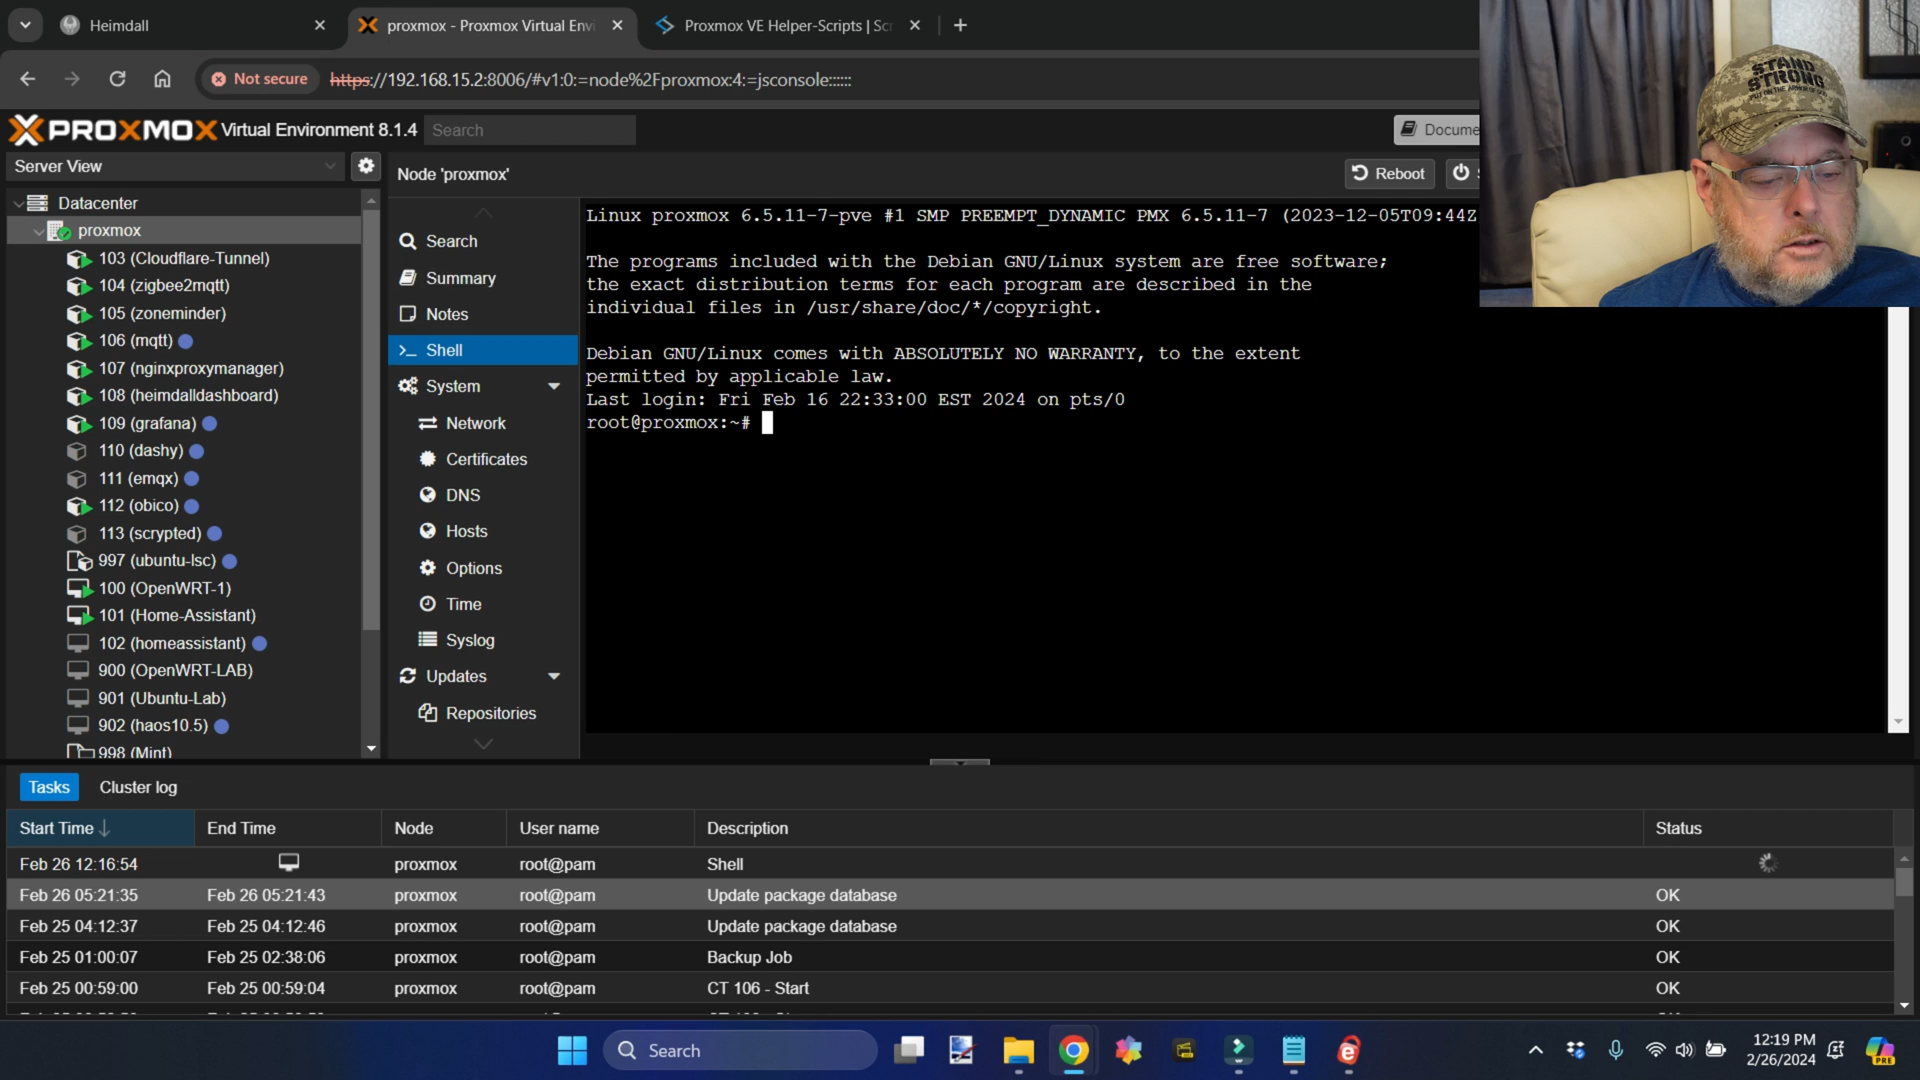 Heimdall
proxmox - Proxmox Virtual Envi
Proxmox VE Helper-Scripts | Sc
Not secure
https://192.168.15.2:8006/#v1:0:=node%2Fproxmox:4:=jsconsole::::::
PROXMOX Virtual Environment 8.1.4
Search
Docume
Server View
Node 'proxmox'
Reboot
Datacenter
proxmox
103 (Cloudflare-Tunnel)
104 (zigbee2mqtt)
105 (zoneminder)
106 (mqtt)
107 (nginxproxymanager)
108 (heimdalldashboard)
109 (grafana)
110 (dashy)
111 (emqx)
112 (obico)
113 (scrypted)
997 (ubuntu-lsc)
100 (OpenWRT-1)
101 (Home-Assistant)
102 (homeassistant)
900 (OpenWRT-LAB)
901 (Ubuntu-Lab)
902 (haos10.5)
998 (Mint)
Search
Summary
Notes
Shell
System
Network
Certificates
DNS
Hosts
Options
Time
Syslog
Updates
Repositories
Linux proxmox 6.5.11-7-pve #1 SMP PREEMPT_DYNAMIC PMX 6.5.11-7 (2023-12-05T09:44Z
The programs included with the Debian GNU/Linux system are free software;
the exact distribution terms for each program are described in the
individual files in /usr/share/doc/*/copyright.
Debian GNU/Linux comes with ABSOLUTELY NO WARRANTY, to the extent
permitted by applicable law.
Last login: Fri Feb 16 22:33:00 EST 2024 on pts/0
root@proxmox:~#
STAND
STRONG
Tasks
Cluster log
Start Time End Time Node User name Description Status
Feb 26 12:16:54 proxmox root@pam Shell
Feb 26 05:21:35 Feb 26 05:21:43 proxmox root@pam Update package database OK
Feb 25 04:12:37 Feb 25 04:12:46 proxmox root@pam Update package database OK
Feb 25 01:00:07 Feb 25 02:38:06 proxmox root@pam Backup Job OK
Feb 25 00:59:00 Feb 25 00:59:04 proxmox root@pam CT 106 - Start OK
Search
12:19 PM
2/26/2024
PRE